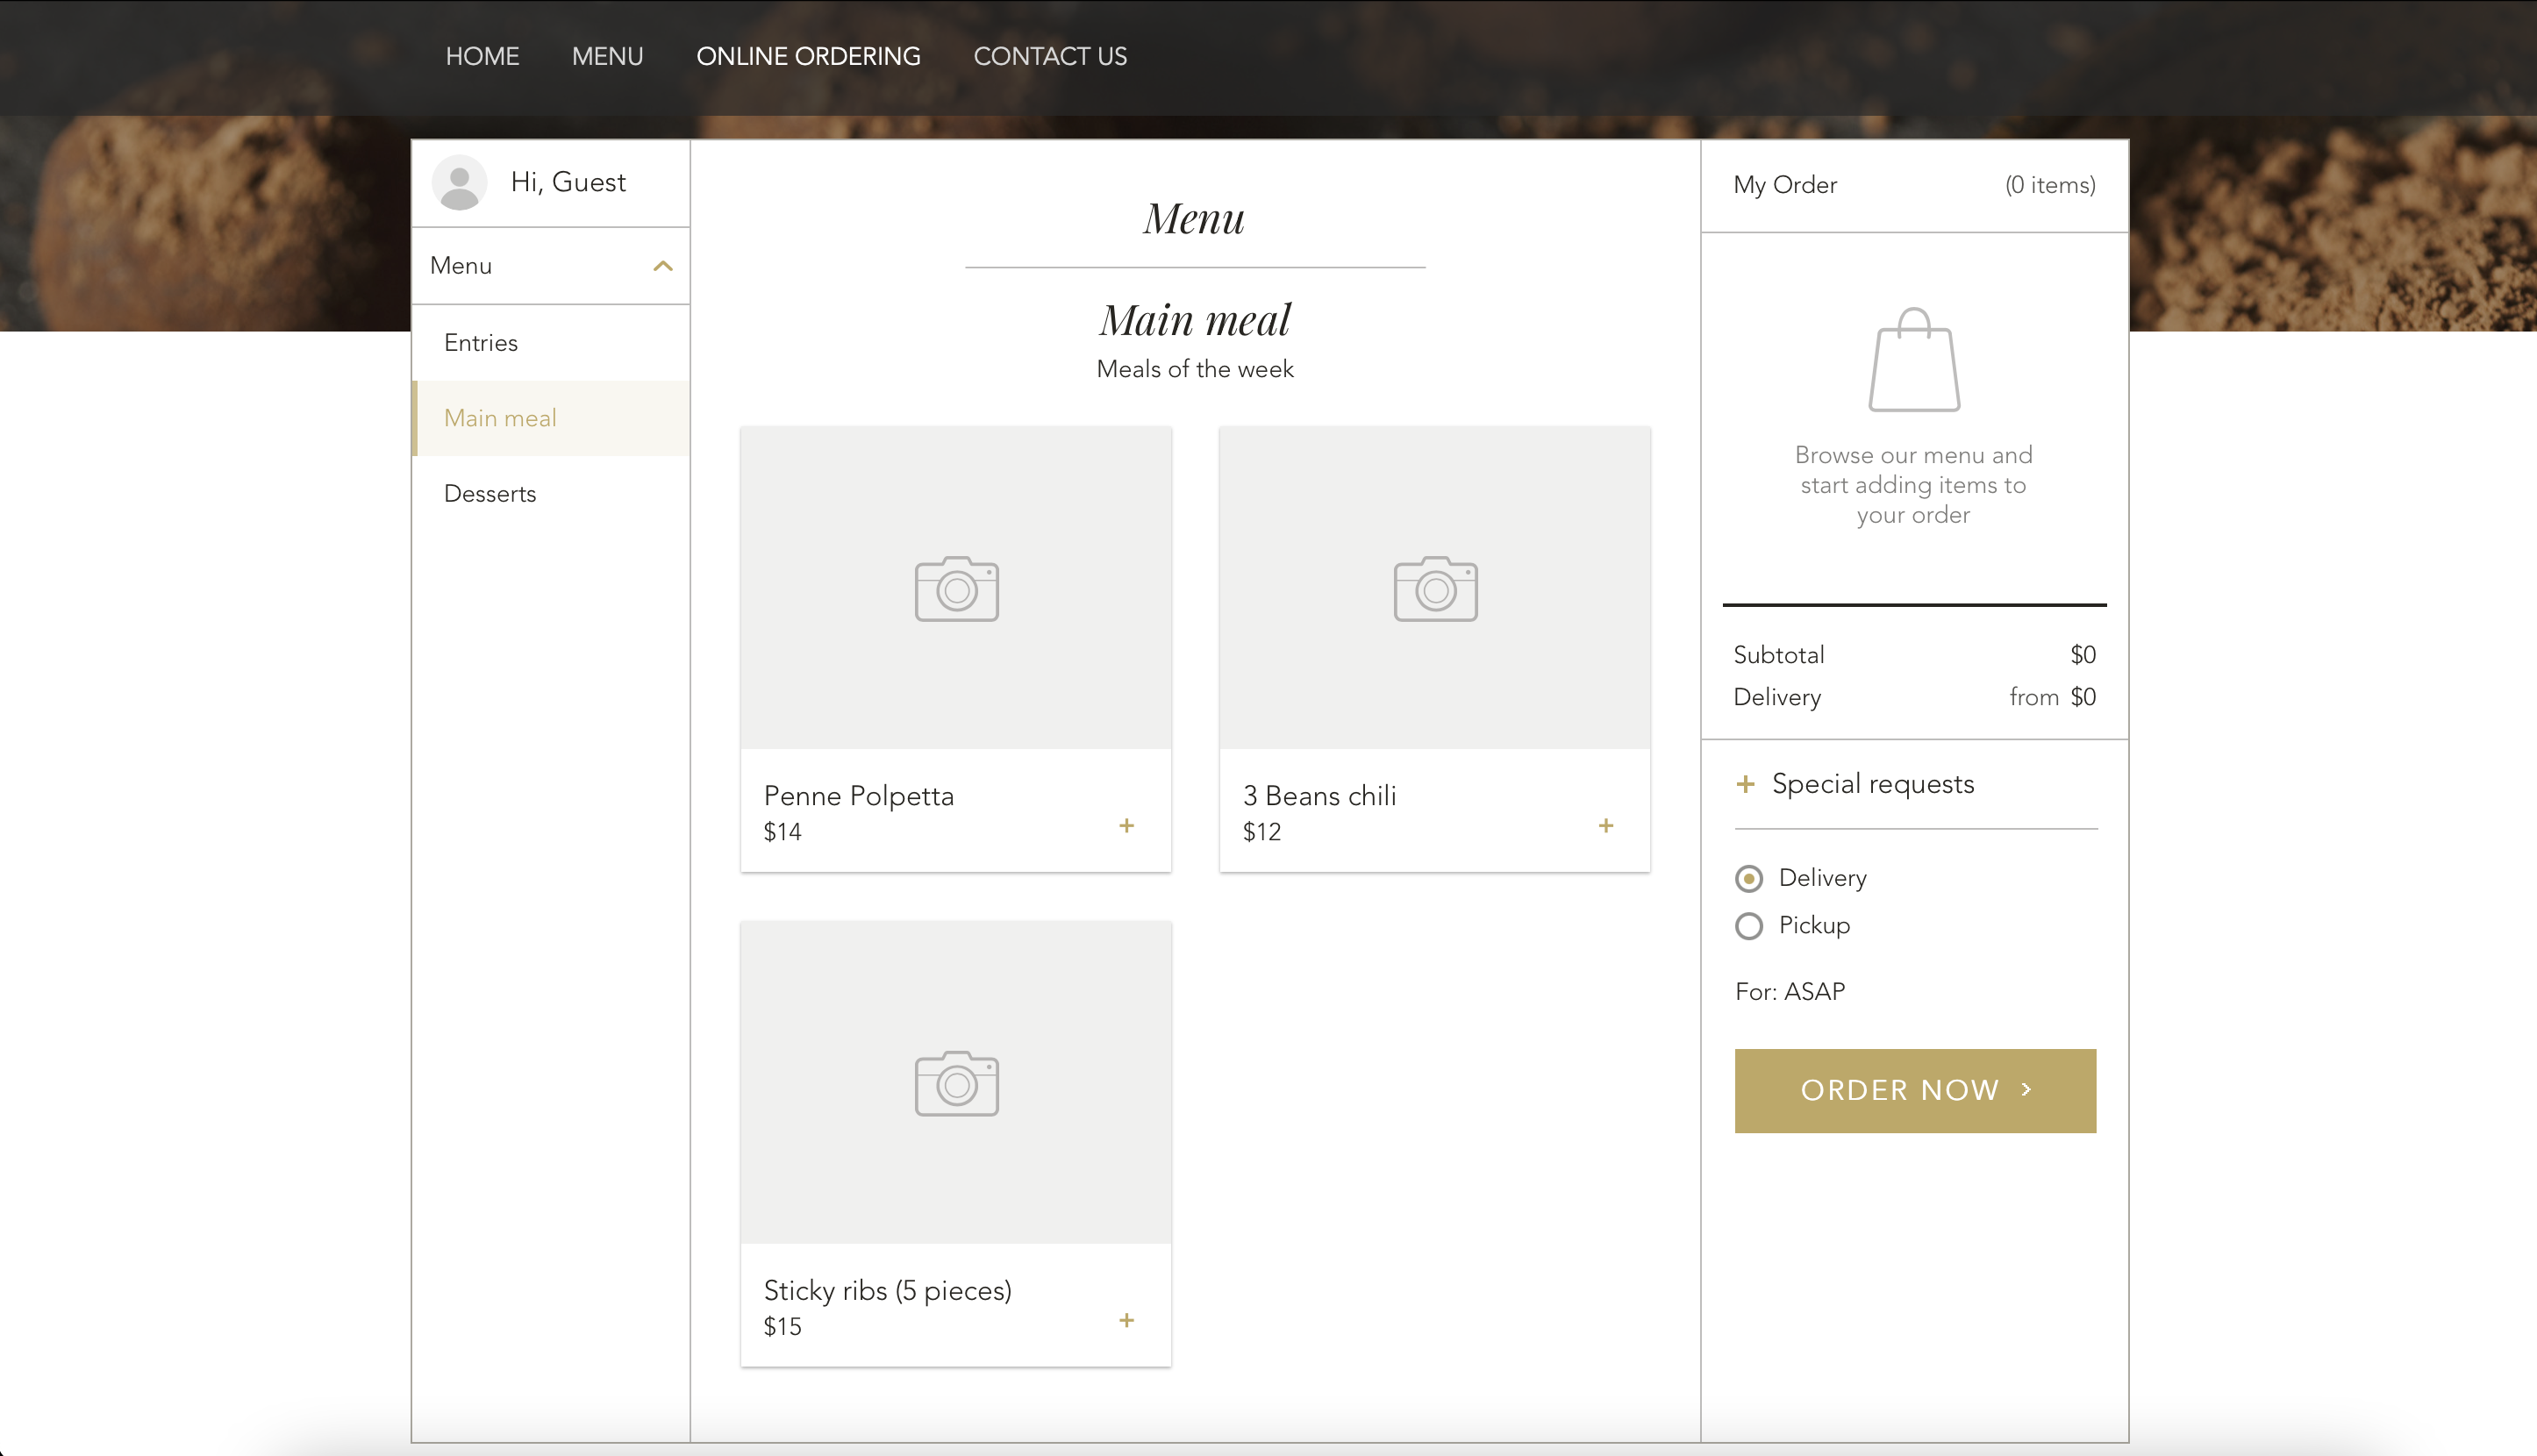 HOME MENU ONLINE ORDERING CONTACT US
Hi, Guest
Menu
Entries
Main meal
Desserts
Menu
Main meal
Meals of the week
Penne Polpetta
$14
+
3 Beans chili
$12
+
Sticky ribs (5 pieces)
$15
+
My Order (0 items)
Browse our menu and
start adding items to
your order
Subtotal $0
Delivery from $0
+ Special requests
Delivery
Pickup
For: ASAP
ORDER NOW >